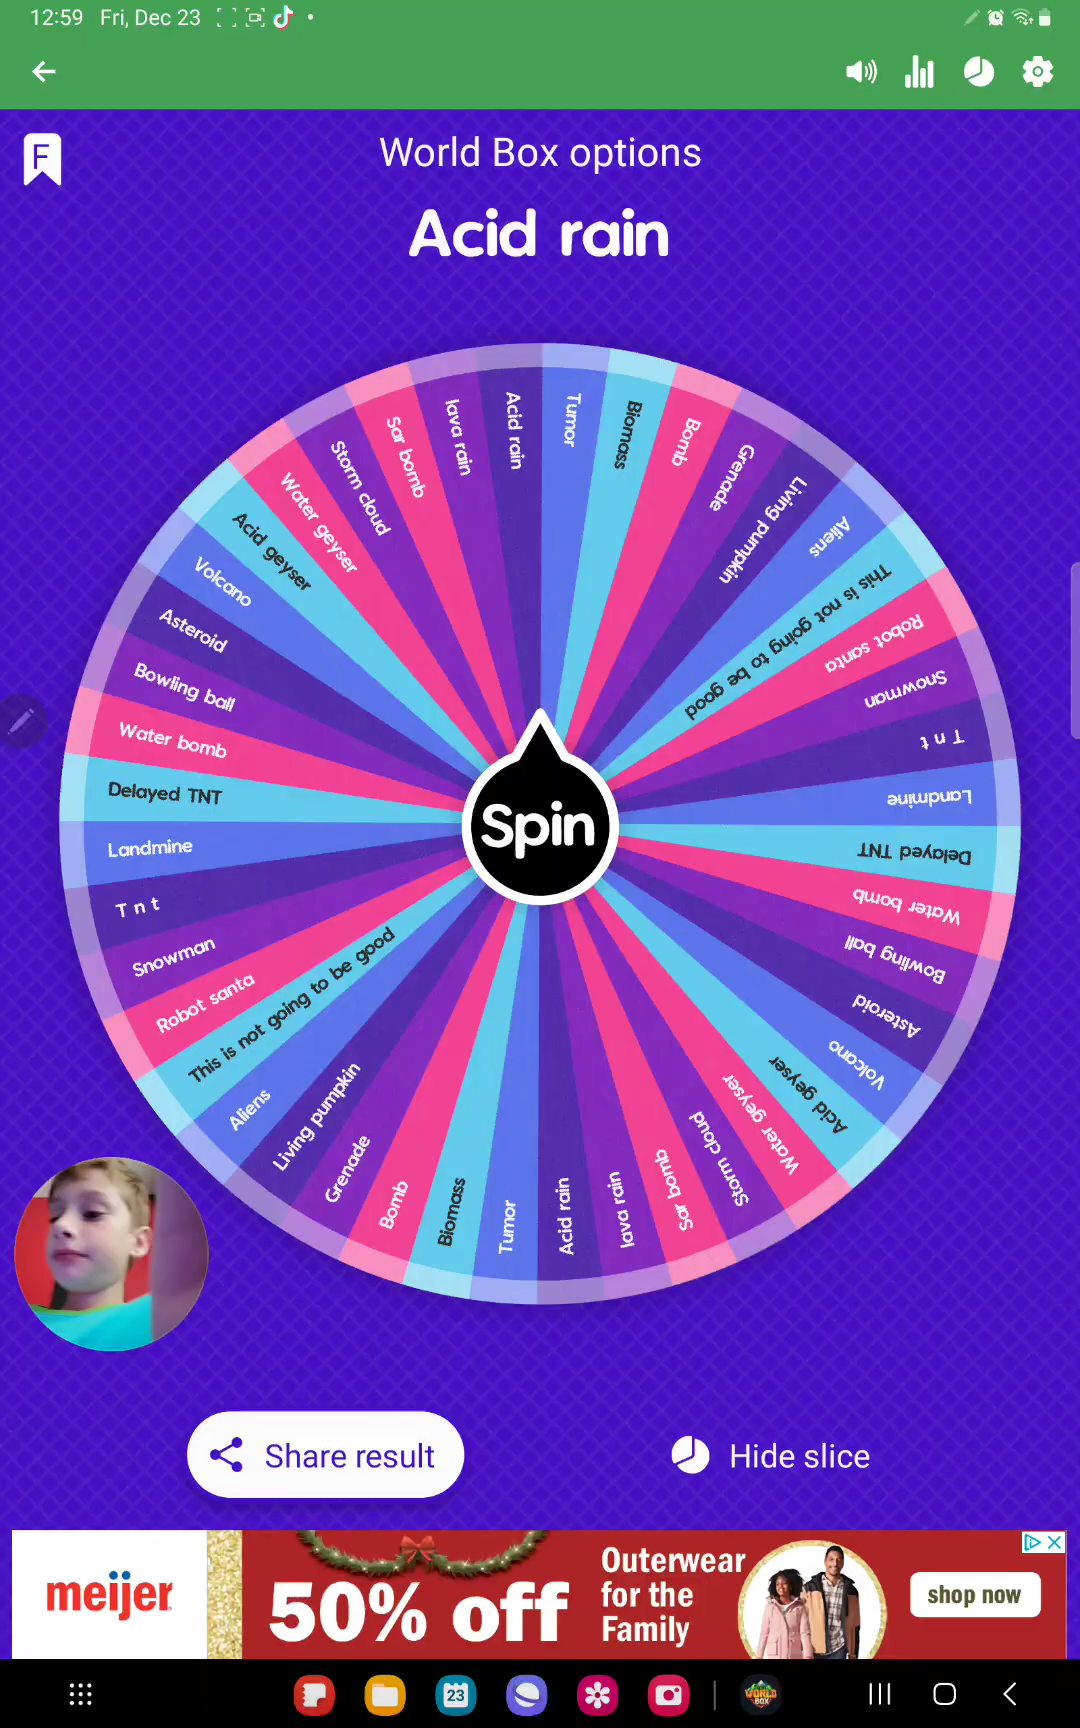 12:59 Fri, Dec 23
F
World Box options
Acid rain
Tumor
Biomass
Bomb
Grenade
Living pumpkin
Aliens
This is not going to be good
Robot santa
Snowman
T n t
Landmine
Delayed TNT
Water bomb
Bowling ball
Asteroid
Volcano
Acid geyser
Water geyser
Storm cloud
Sar bomb
lava rain
Acid rain
Tumor
Biomass
Bomb
Grenade
Living pumpkin
Aliens
This is not going to be good
Robot santa
Snowman
T n t
Landmine
Delayed TNT
Water bomb
Bowling ball
Asteroid
Volcano
Acid geyser
Water geyser
Storm cloud
Sar bomb
lava rain
Acid rain
Spin
Share result
Hide slice
meijer
50% off
Outerwear
for the
Family
shop now
23
WORLD
BOX